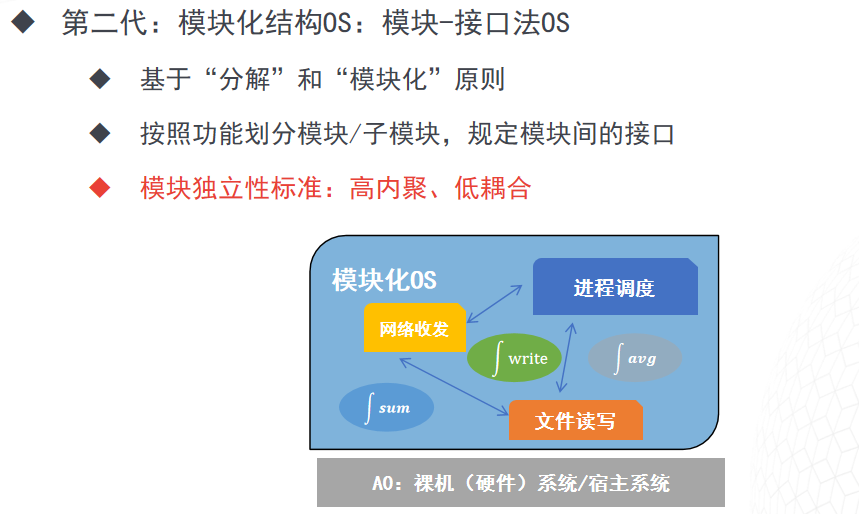 ◆ 第二代：模块化结构OS：模块-接口法OS
◆ 基于“分解”和“模块化”原则
◆ 按照功能划分模块/子模块，规定模块间的接口
◆ 模块独立性标准：高内聚、低耦合
模块化OS
进程调度
网络收发
∫ write
∫ avg
∫ sum
文件读写
A0：裸机（硬件）系统/宿主系统